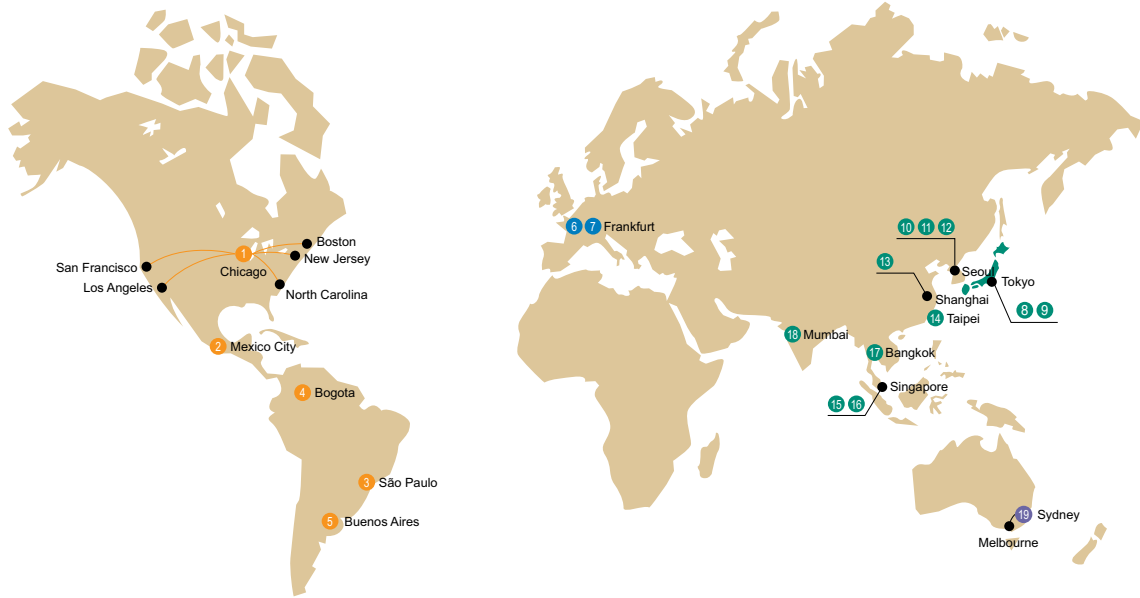 Boston
1
New Jersey
San Francisco
Chicago
Los Angeles
North Carolina
2 Mexico City
4 Bogota
3 São Paulo
5 Buenos Aires
6 7 Frankfurt
10 11 12
13
Seoul
Tokyo
Shanghai
8 9
14 Taipei
18 Mumbai
17 Bangkok
Singapore
15 16
19 Sydney
Melbourne